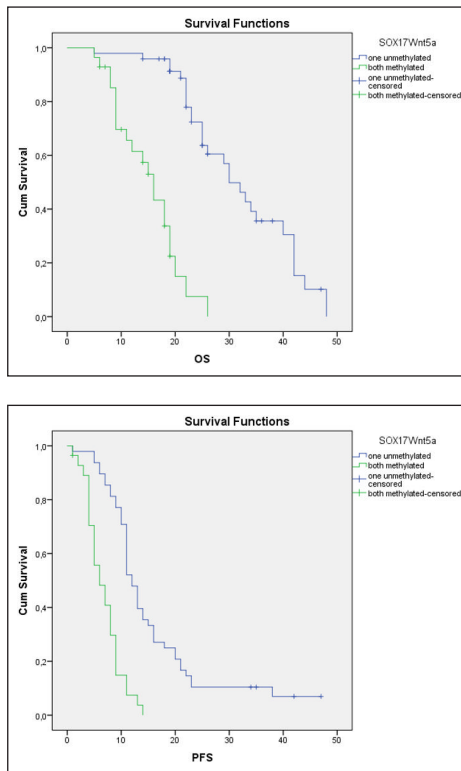 Survival Functions
SOX17Wnt5a
one unmethylated
both methylated
one unmethylated-
censored
both methylated-censored
1,0
0,8
0,6
0,4
0,2
0,0
Cum Survival
0 10 20 30 40 50
OS
Survival Functions
SOX17Wnt5a
one unmethylated
both methylated
one unmethylated-
censored
both methylated-censored
1,0
0,8
0,6
0,4
0,2
0,0
Cum Survival
0 10 20 30 40 50
PFS